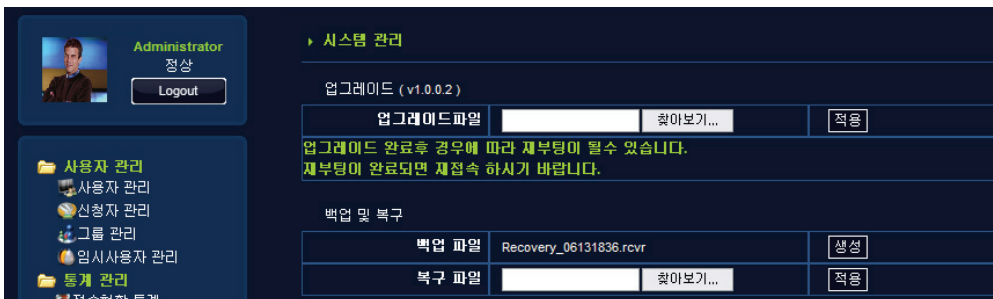 Administrator
정상
Logout
사용자 관리
사용자 관리
신청자 관리
그룹 관리
임시사용자 관리
통계 관리
시스템 관리
업그레이드 ( v1.0.0.2 )
업그레이드파일 찾아보기... 적용
업그레이드 완료후 경우에 따라 재부팅이 될수 있습니다.
재부팅이 완료되면 재접속 하시기 바랍니다.
백업 및 복구
백업 파일 Recovery_06131836.rcvr 생성
복구 파일 찾아보기... 적용